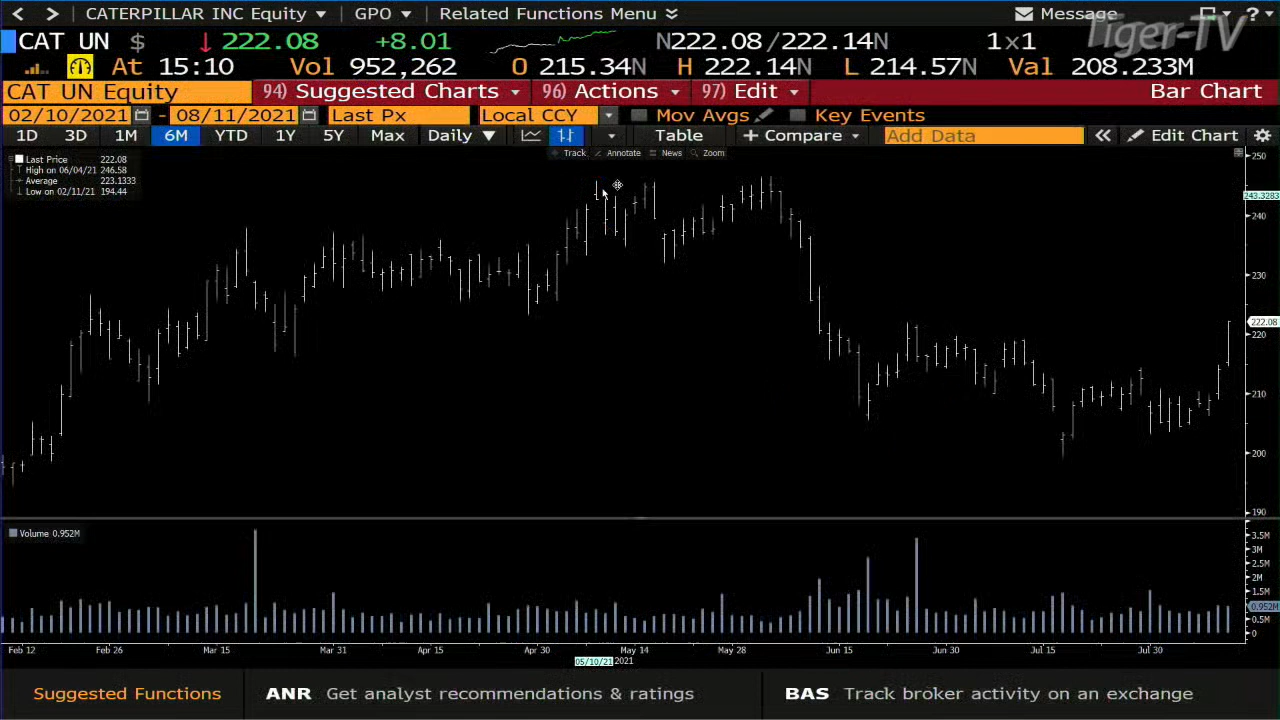 CATERPILLAR INC Equity GPO Related Functions Menu Message ?
Tiger-TV
CAT UN $ 222.08 +8.01 N222.08/222.14N 1x1
At 15:10 Vol 952,262 O 215.34N H 222.14N L 214.57N Val 208.233M
CAT UN Equity 94) Suggested Charts 96) Actions 97) Edit Bar Chart
02/10/2021 - 08/11/2021 Last Px Local CCY Mov Avgs Key Events
1D 3D 1M 6M YTD 1Y 5Y Max Daily Table + Compare Add Data Edit Chart
Track Annotate News Zoom
Last Price 222.08
High on 06/04/21 246.58
Average 223.1333
Low on 02/11/21 194.44
250
243.3283
240
230
222.08
220
210
200
190
Volume 0.952M
3.5M
3M
2.5M
2M
0.952M
0.5M
0
Feb 12 Feb 26 Mar 15 Mar 31 Apr 15 Apr 30 May 14 May 28 Jun 15 Jun 30 Jul 15 Jul 30
05/10/21 2021
Suggested Functions ANR Get analyst recommendations & ratings BAS Track broker activity on an exchange